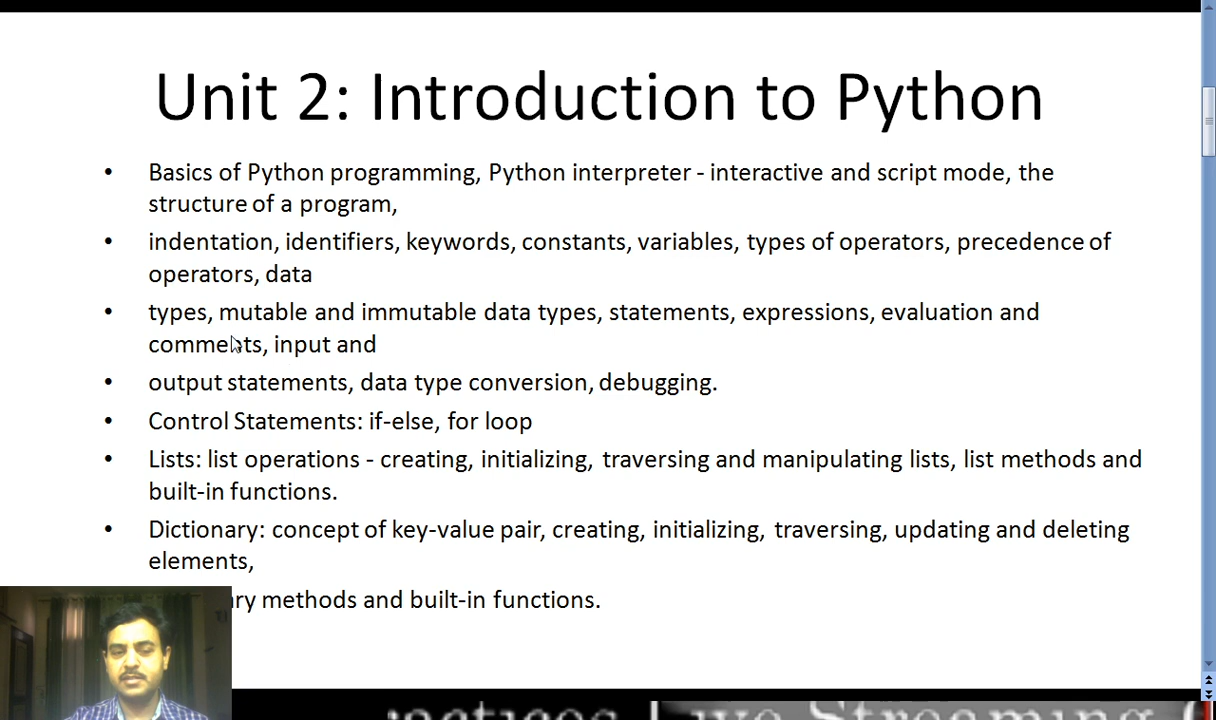 Unit 2: Introduction to Python
• Basics of Python programming, Python interpreter - interactive and script mode, the
structure of a program,
• indentation, identifiers, keywords, constants, variables, types of operators, precedence of
operators, data
• types, mutable and immutable data types, statements, expressions, evaluation and
comments, input and
• output statements, data type conversion, debugging.
• Control Statements: if-else, for loop
• Lists: list operations - creating, initializing, traversing and manipulating lists, list methods and
built-in functions.
• Dictionary: concept of key-value pair, creating, initializing, traversing, updating and deleting
elements,
methods and built-in functions.
Live Streaming